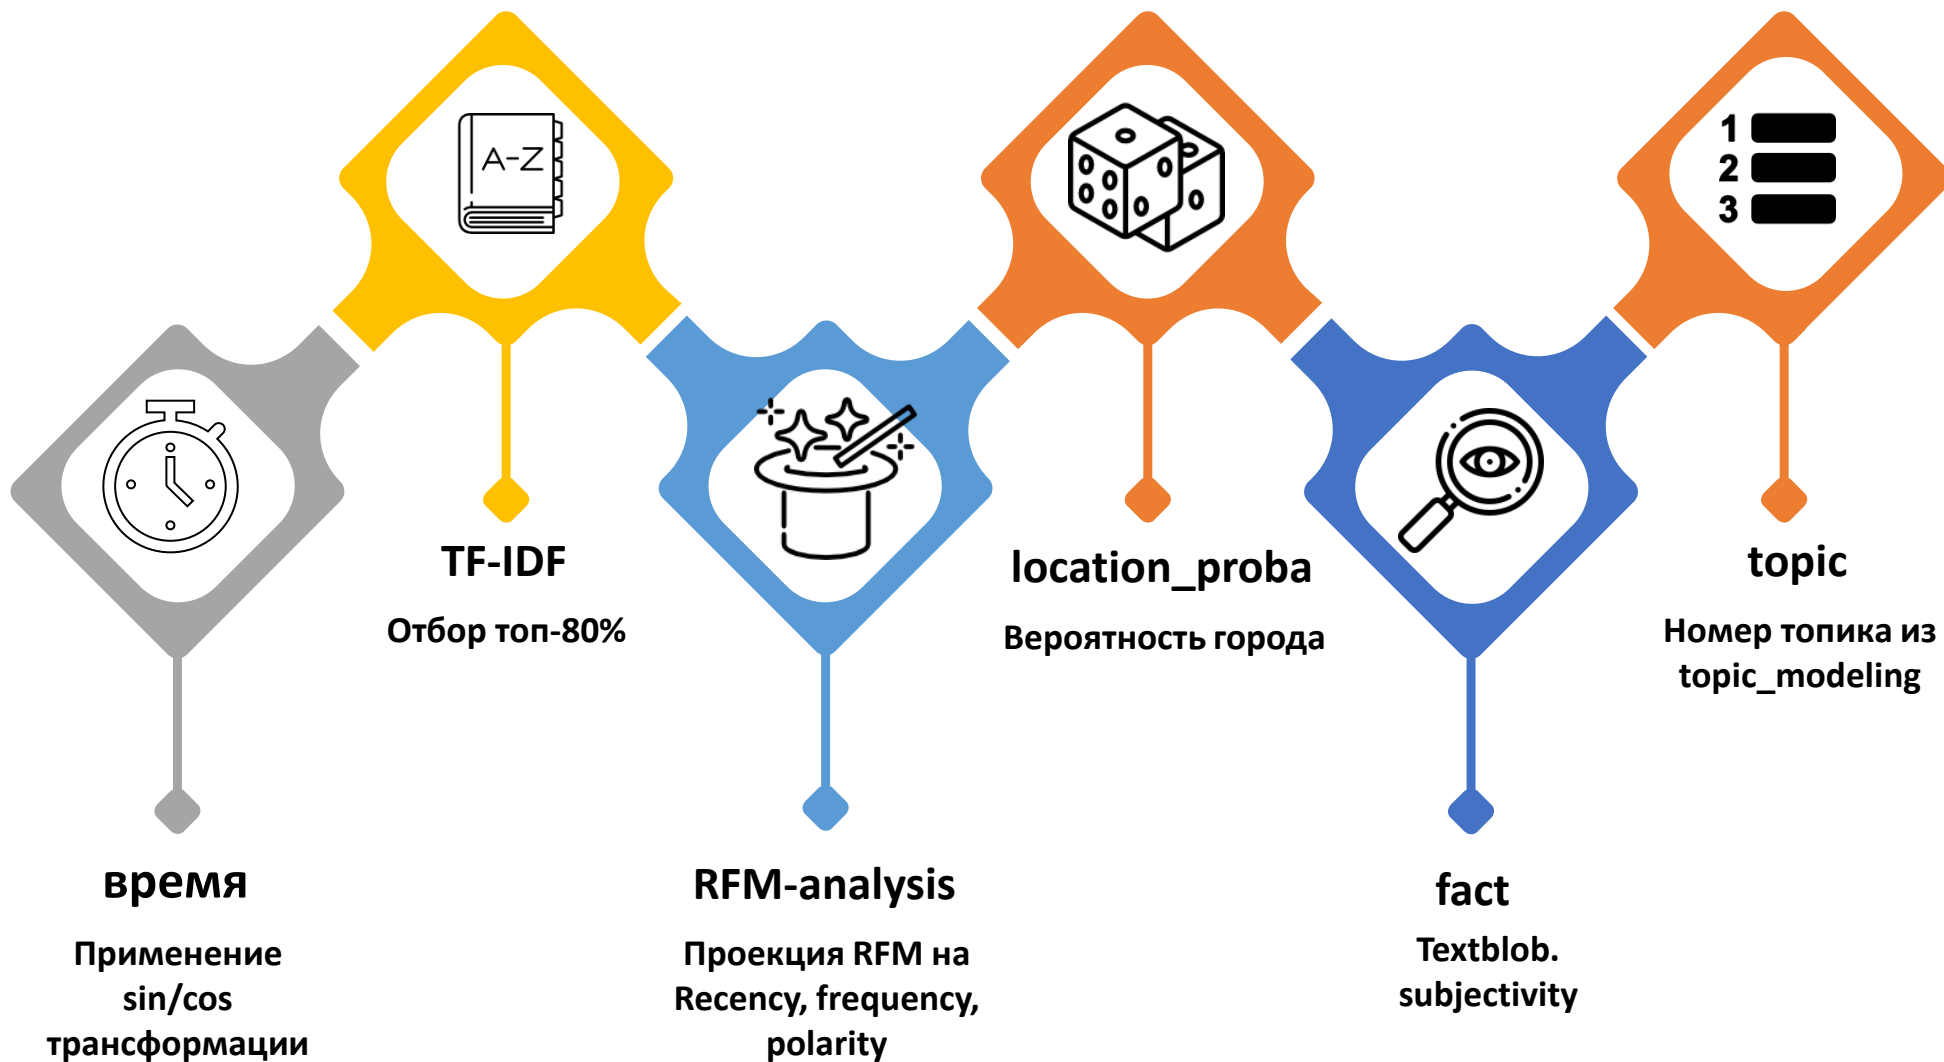 A-Z
1
2
3
TF-IDF
Отбор топ-80%
location_proba
Вероятность города
topic
Номер топика из
topic_modeling
время
Применение
sin/cos
трансформации
RFM-analysis
Проекция RFM на
Recency, frequency,
polarity
fact
Textblob.
subjectivity